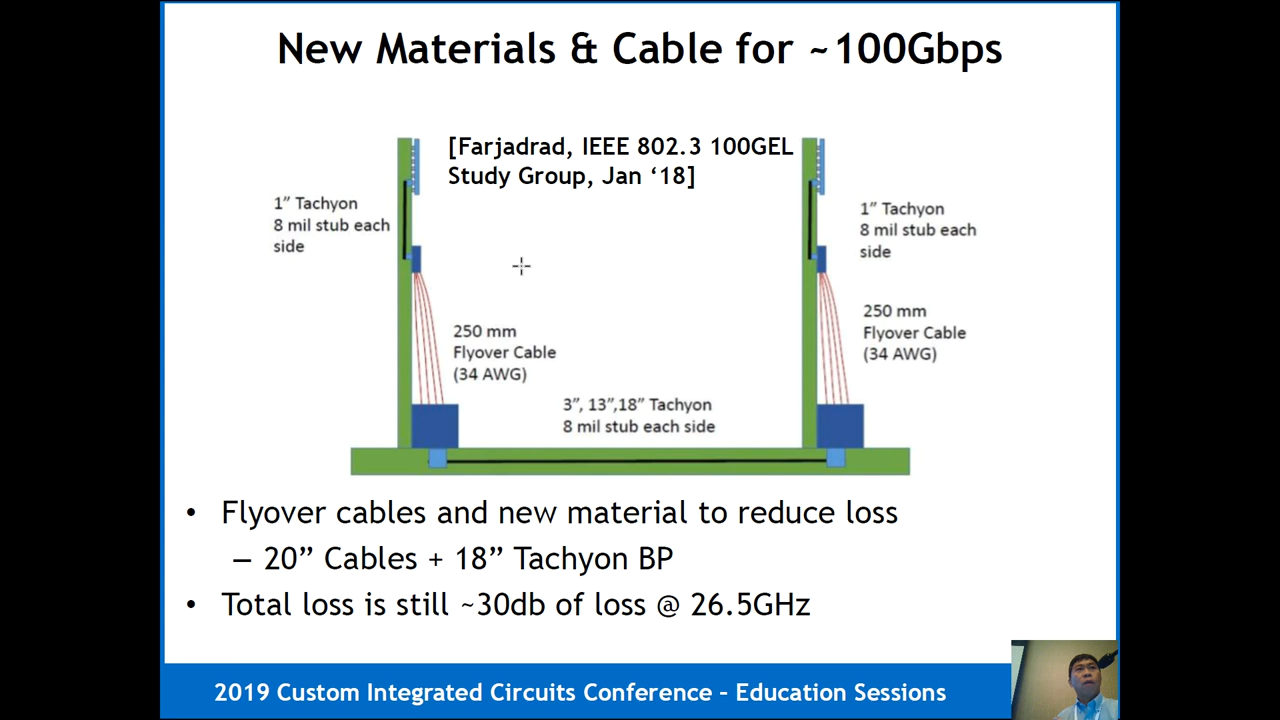 New Materials & Cable for ~100Gbps
[Farjadrad, IEEE 802.3 100GEL
Study Group, Jan ‘18]
1” Tachyon
8 mil stub each
side
1” Tachyon
8 mil stub each
side
250 mm
Flyover Cable
(34 AWG)
250 mm
Flyover Cable
(34 AWG)
3”, 13”,18” Tachyon
8 mil stub each side
• Flyover cables and new material to reduce loss
– 20” Cables + 18” Tachyon BP
• Total loss is still ~30db of loss @ 26.5GHz
2019 Custom Integrated Circuits Conference – Education Sessions